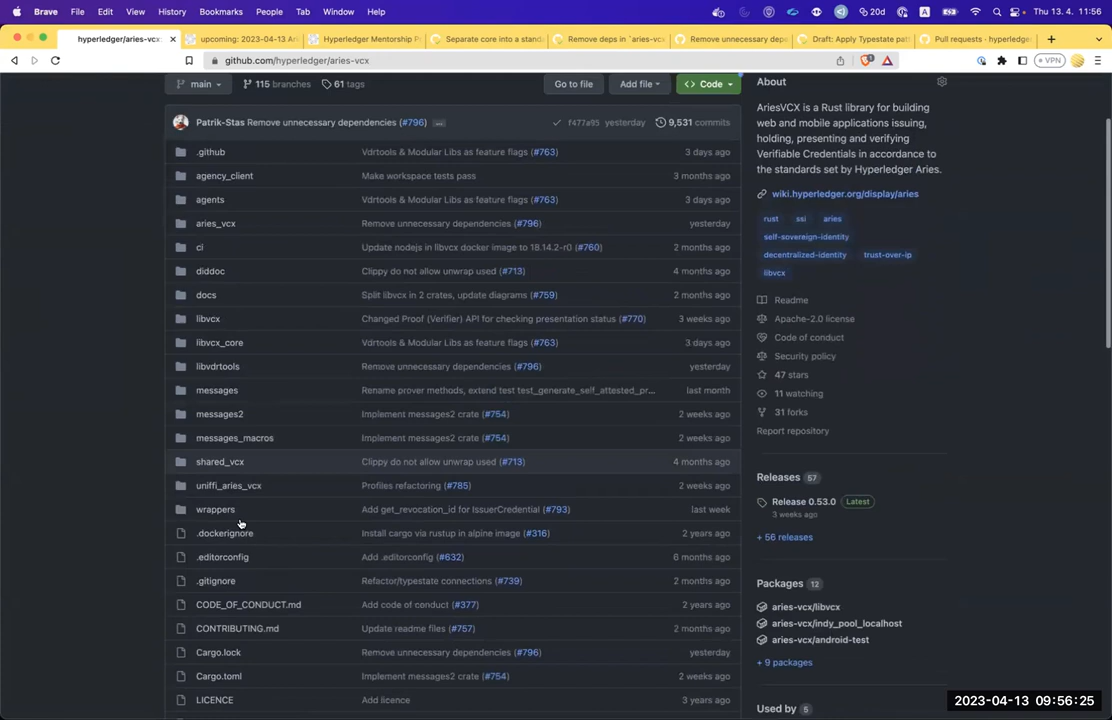 Brave File Edit View History Bookmarks People Tab Window Help 20d A Thu 13. 4. 11:56
hyperledger/aries-vcx: upcoming: 2023-04-13 Ari Hyperledger Mentorship P Separate core into a stand Remove deps in `aries-vc Remove unnecessary depe Draft: Apply Typestate pat Pull requests · hyperledge
github.com/hyperledger/aries-vcx VPN
main 115 branches 61 tags Go to file Add file <> Code
Patrik-Stas Remove unnecessary dependencies (#796) ... f477a95 yesterday 9,531 commits
.github Vdrtools & Modular Libs as feature flags (#763) 3 days ago
agency_client Make workspace tests pass 3 months ago
agents Vdrtools & Modular Libs as feature flags (#763) 3 days ago
aries_vcx Remove unnecessary dependencies (#796) yesterday
ci Update nodejs in libvcx docker image to 18.14.2-r0 (#760) 2 months ago
diddoc Clippy do not allow unwrap used (#713) 4 months ago
docs Split libvcx in 2 crates, update diagrams (#759) 2 months ago
libvcx Changed Proof (Verifier) API for checking presentation status (#770) 3 weeks ago
libvcx_core Vdrtools & Modular Libs as feature flags (#763) 3 days ago
libvdrtools Remove unnecessary dependencies (#796) yesterday
messages Rename prover methods, extend test test_generate_self_attested_pr... last month
messages2 Implement messages2 crate (#754) 2 weeks ago
messages_macros Implement messages2 crate (#754) 2 weeks ago
shared_vcx Clippy do not allow unwrap used (#713) 4 months ago
uniffi_aries_vcx Profiles refactoring (#785) 2 weeks ago
wrappers Add get_revocation_id for IssuerCredential (#793) last week
.dockerignore Install cargo via rustup in alpine image (#316) 2 years ago
.editorconfig Add .editorconfig (#632) 6 months ago
.gitignore Refactor/typestate connections (#739) 2 months ago
CODE_OF_CONDUCT.md Add code of conduct (#377) 2 years ago
CONTRIBUTING.md Update readme files (#757) 2 months ago
Cargo.lock Remove unnecessary dependencies (#796) yesterday
Cargo.toml Implement messages2 crate (#754) 2 weeks ago
LICENCE Add licence 3 years ago
About
AriesVCX is a Rust library for building
web and mobile applications issuing,
holding, presenting and verifying
Verifiable Credentials in accordance to
the standards set by Hyperledger Aries.
wiki.hyperledger.org/display/aries
rust ssi aries
self-sovereign-identity
decentralized-identity trust-over-ip
libvcx
Readme
Apache-2.0 license
Code of conduct
Security policy
47 stars
11 watching
31 forks
Report repository
Releases 57
Release 0.53.0 Latest
3 weeks ago
+ 56 releases
Packages 12
aries-vcx/libvcx
aries-vcx/indy_pool_localhost
aries-vcx/android-test
+ 9 packages
Used by 5
2023-04-13 09:56:25